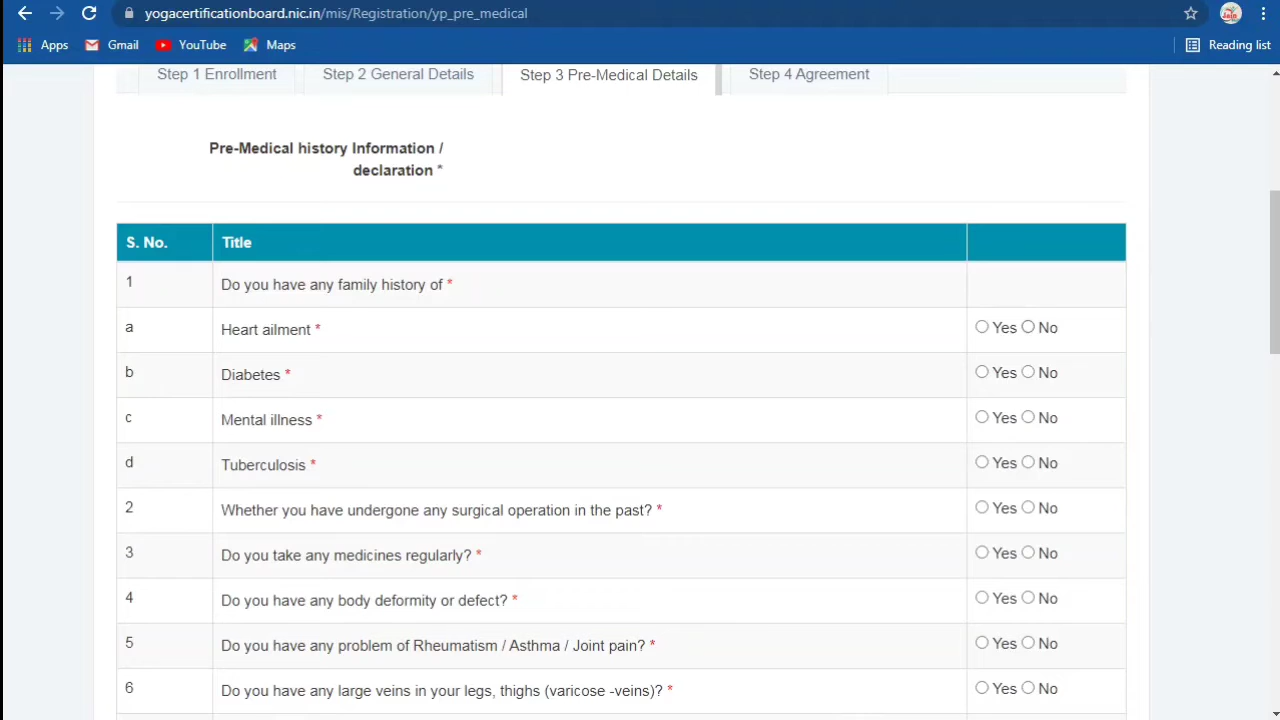 yogacertificationboard.nic.in/mis/Registration/yp_pre_medical
Apps Gmail YouTube Maps Reading list
Step 1 Enrollment Step 2 General Details Step 3 Pre-Medical Details Step 4 Agreement
Pre-Medical history Information /
declaration *
S. No. Title
1 Do you have any family history of *
a Heart ailment * Yes No
b Diabetes * Yes No
c Mental illness * Yes No
d Tuberculosis * Yes No
2 Whether you have undergone any surgical operation in the past? * Yes No
3 Do you take any medicines regularly? * Yes No
4 Do you have any body deformity or defect? * Yes No
5 Do you have any problem of Rheumatism / Asthma / Joint pain? * Yes No
6 Do you have any large veins in your legs, thighs (varicose -veins)? * Yes No